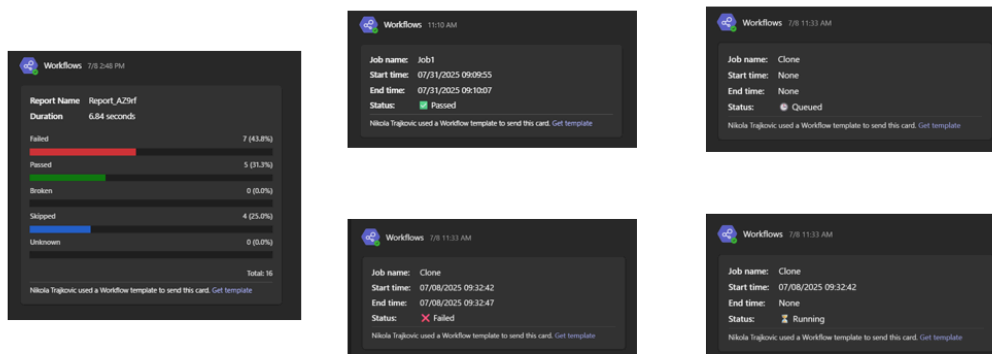 Workflows 7/8 2:48 PM
Report Name Report_AZ9rf
Duration 6.84 seconds
Failed 7 (43.8%)
Passed 5 (31.3%)
Broken 0 (0.0%)
Skipped 4 (25.0%)
Unknown 0 (0.0%)
Total: 16
Nikola Trajkovic used a Workflow template to send this card. Get template
Workflows 11:10 AM
Job name: Job1
Start time: 07/31/2025 09:09:55
End time: 07/31/2025 09:10:07
Status: ✅ Passed
Nikola Trajkovic used a Workflow template to send this card. Get template
Workflows 7/8 11:33 AM
Job name: Clone
Start time: None
End time: None
Status: Queued
Nikola Trajkovic used a Workflow template to send this card. Get template
Workflows 7/8 11:33 AM
Job name: Clone
Start time: 07/08/2025 09:32:42
End time: 07/08/2025 09:32:47
Status: ❌ Failed
Nikola Trajkovic used a Workflow template to send this card. Get template
Workflows 7/8 11:33 AM
Job name: Clone
Start time: 07/08/2025 09:32:42
End time: None
Status: ⏳ Running
Nikola Trajkovic used a Workflow template to send this card. Get template